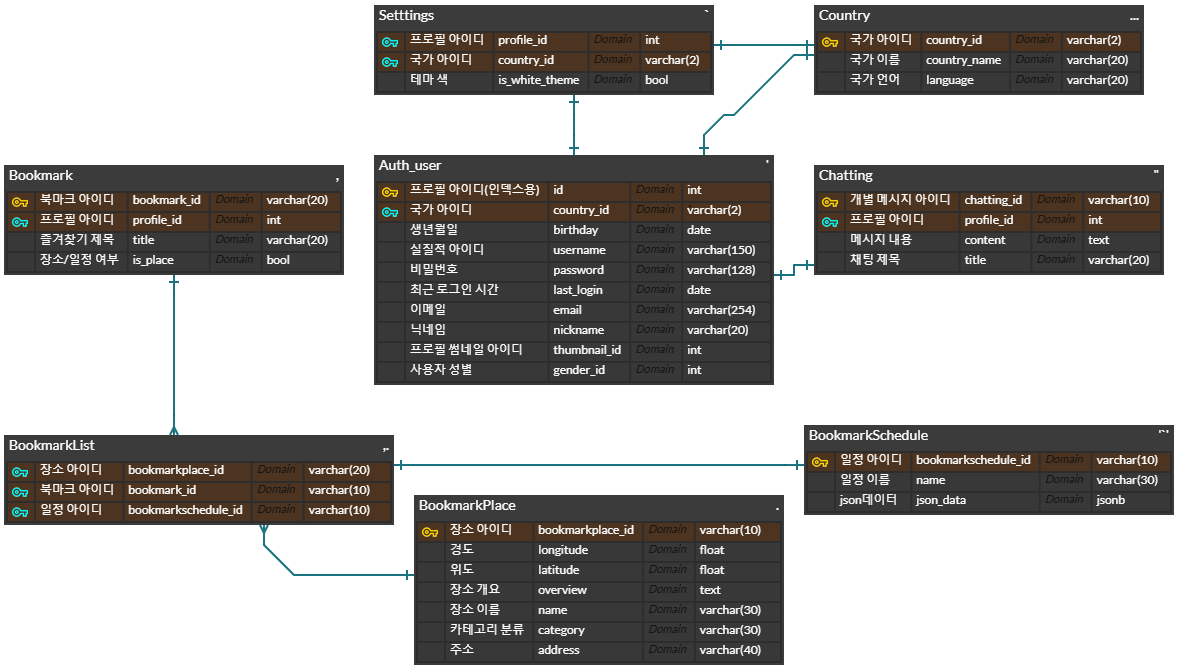 Setttings `
프로필 아이디 profile_id Domain int
국가 아이디 country_id Domain varchar(2)
테마 색 is_white_theme Domain bool
Country ...
국가 아이디 country_id Domain varchar(2)
국가 이름 country_name Domain varchar(20)
국가 언어 language Domain varchar(20)
Bookmark ,
북마크 아이디 bookmark_id Domain varchar(20)
프로필 아이디 profile_id Domain int
즐겨찾기 제목 title Domain varchar(20)
장소/일정 여부 is_place Domain bool
Auth_user '
프로필 아이디(인덱스용) id Domain int
국가 아이디 country_id Domain varchar(2)
생년월일 birthday Domain date
실질적 아이디 username Domain varchar(150)
비밀번호 password Domain varchar(128)
최근 로그인 시간 last_login Domain date
이메일 email Domain varchar(254)
닉네임 nickname Domain varchar(20)
프로필 썸네일 아이디 thumbnail_id Domain int
사용자 성별 gender_id Domain int
Chatting "
개별 메시지 아이디 chatting_id Domain varchar(10)
프로필 아이디 profile_id Domain int
메시지 내용 content Domain text
채팅 제목 title Domain varchar(20)
BookmarkList ,.
장소 아이디 bookmarkplace_id Domain varchar(20)
북마크 아이디 bookmark_id Domain varchar(10)
일정 아이디 bookmarkschedule_id Domain varchar(10)
BookmarkSchedule
일정 아이디 bookmarkschedule_id Domain varchar(10)
일정 이름 name Domain varchar(30)
json데이터 json_data Domain jsonb
BookmarkPlace .
장소 아이디 bookmarkplace_id Domain varchar(10)
경도 longitude Domain float
위도 latitude Domain float
장소 개요 overview Domain text
장소 이름 name Domain varchar(30)
카테고리 분류 category Domain varchar(30)
주소 address Domain varchar(40)